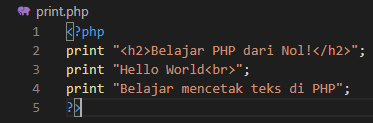 print.php
1 <?php
2 print "<h2>Belajar PHP dari Nol!</h2>";
3 print "Hello World<br>";
4 print "Belajar mencetak teks di PHP";
5 ?>